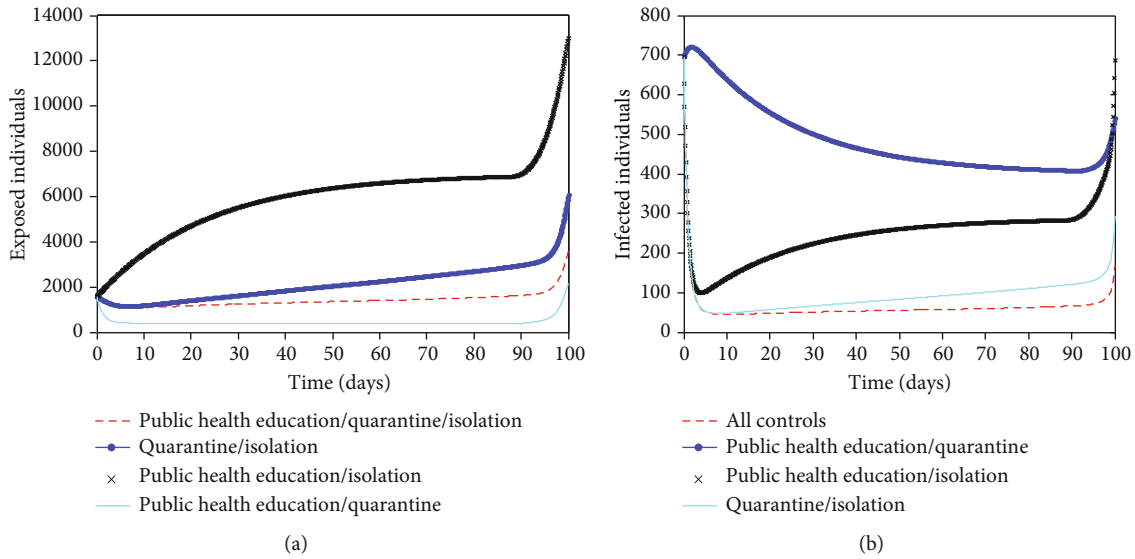 14000
12000
10000
8000
6000
4000
2000
0
Exposed individuals
0 10 20 30 40 50 60 70 80 90 100
Time (days)
Public health education/quarantine/isolation
Quarantine/isolation
Public health education/isolation
Public health education/quarantine
(a)
800
700
600
500
400
300
200
100
0
Infected individuals
0 10 20 30 40 50 60 70 80 90 100
Time (days)
All controls
Public health education/quarantine
Public health education/isolation
Quarantine/isolation
(b)